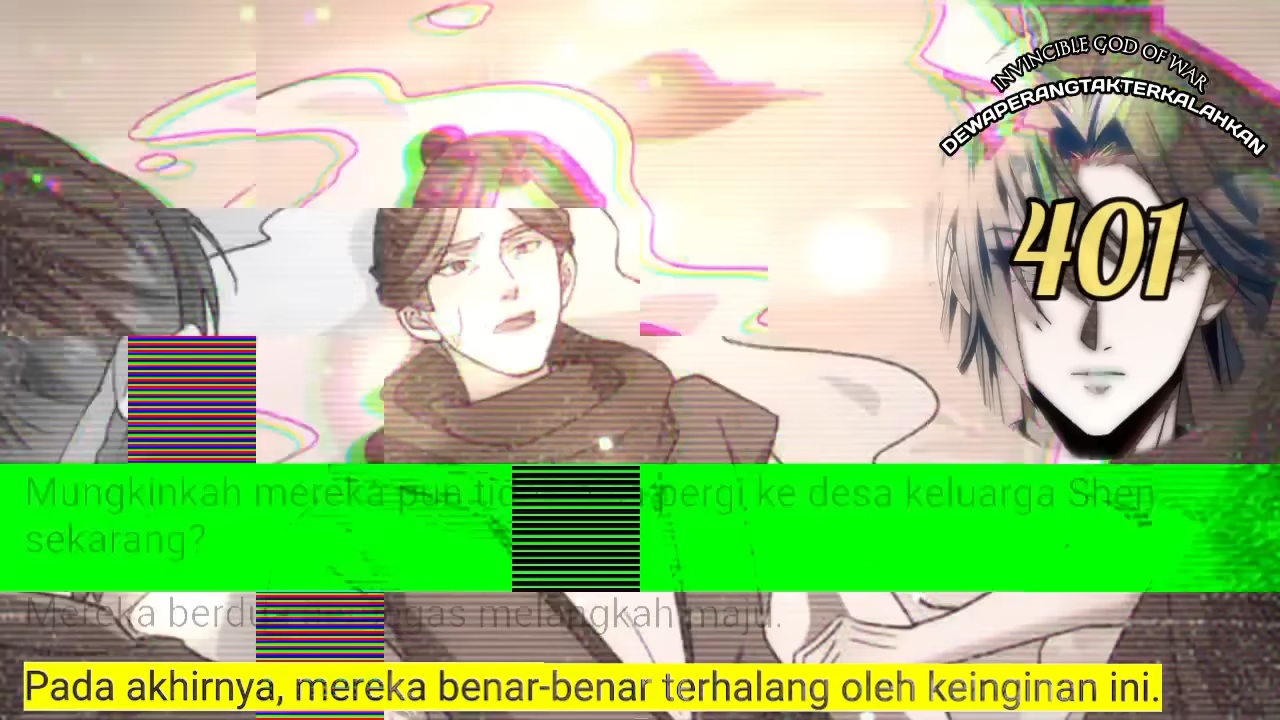 INVINCIBLE GOD OF WAR
DEWAPERANGTAKTERKALAHKAN
401
Mungkinkah mereka pun pergi ke desa keluarga Shen
sekarang?
Mereka melangkah maju.
Pada akhirnya, mereka benar-benar terhalang oleh keinginan ini.